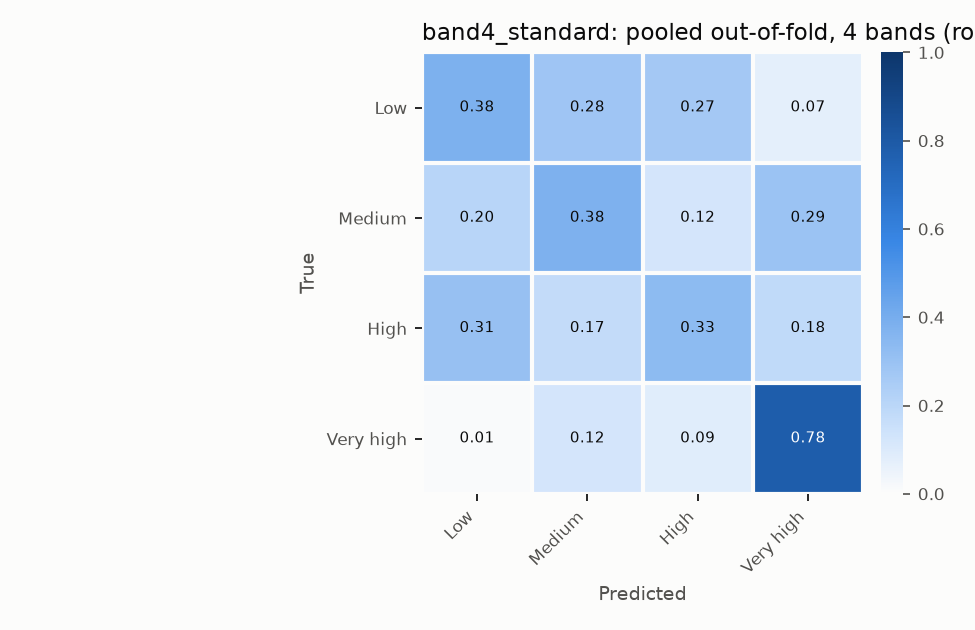 band4_standard: pooled out-of-fold, 4 bands (ro
1.0
Low 0.38 0.28 0.27 0.07
0.8
Medium 0.20 0.38 0.12 0.29
0.6
True
High 0.31 0.17 0.33 0.18
0.4
0.2
Very high 0.01 0.12 0.09 0.78
0.0
Low Medium High Very high
Predicted